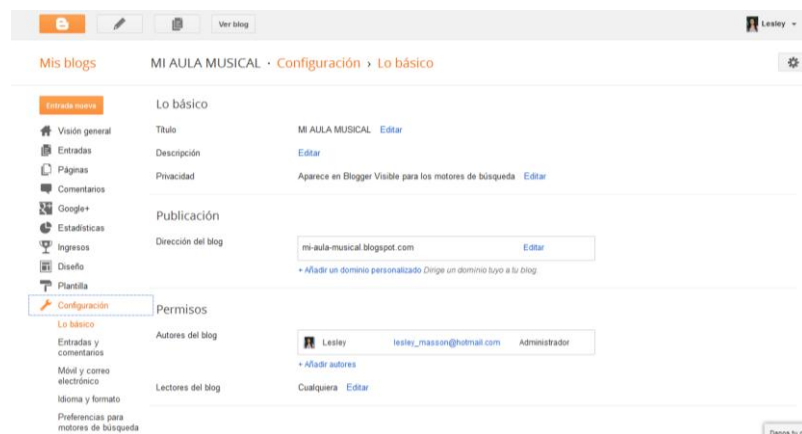 Ver blog
Lesley
Mis blogs
MI AULA MUSICAL · Configuración › Lo básico
Entrada nueva
Visión general
Entradas
Páginas
Comentarios
Google+
Estadísticas
Ingresos
Diseño
Plantilla
Configuración
Lo básico
Entradas y
comentarios
Móvil y correo
electrónico
Idioma y formato
Preferencias para
motores de búsqueda
Lo básico
Título MI AULA MUSICAL Editar
Descripción Editar
Privacidad Aparece en Blogger Visible para los motores de búsqueda Editar
Publicación
Dirección del blog mi-aula-musical.blogspot.com Editar
+ Añadir un dominio personalizado Dirige un dominio tuyo a tu blog.
Permisos
Autores del blog Lesley lesley_masson@hotmail.com Administrador
+ Añadir autores
Lectores del blog Cualquiera Editar